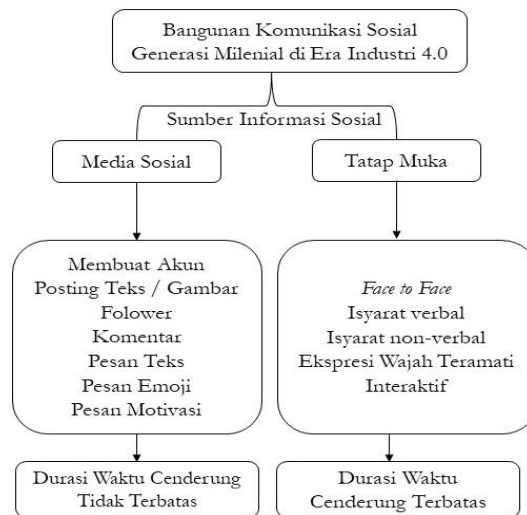 Bangunan Komunikasi Sosial
Generasi Milenial di Era Industri 4.0
Sumber Informasi Sosial
Media Sosial
Tatap Muka
Membuat Akun
Posting Teks / Gambar
Folower
Komentar
Pesan Teks
Pesan Emoji
Pesan Motivasi
Face to Face
Isyarat verbal
Isyarat non-verbal
Ekspresi Wajah Teramati
Interaktif
Durasi Waktu Cenderung
Tidak Terbatas
Durasi Waktu
Cenderung Terbatas